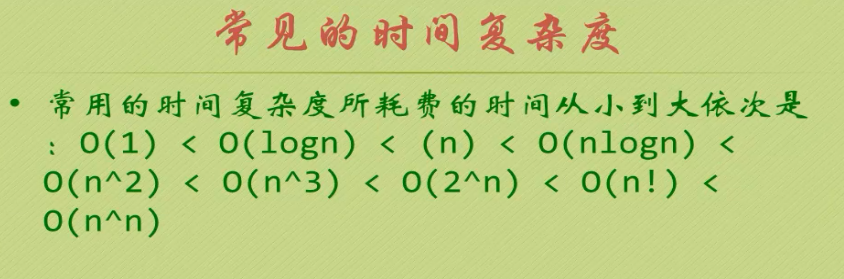 常见的时间复杂度
• 常用的时间复杂度所耗费的时间从小到大依次是
：O(1) < O(logn) < (n) < O(nlogn) <
O(n^2) < O(n^3) < O(2^n) < O(n!) <
O(n^n)